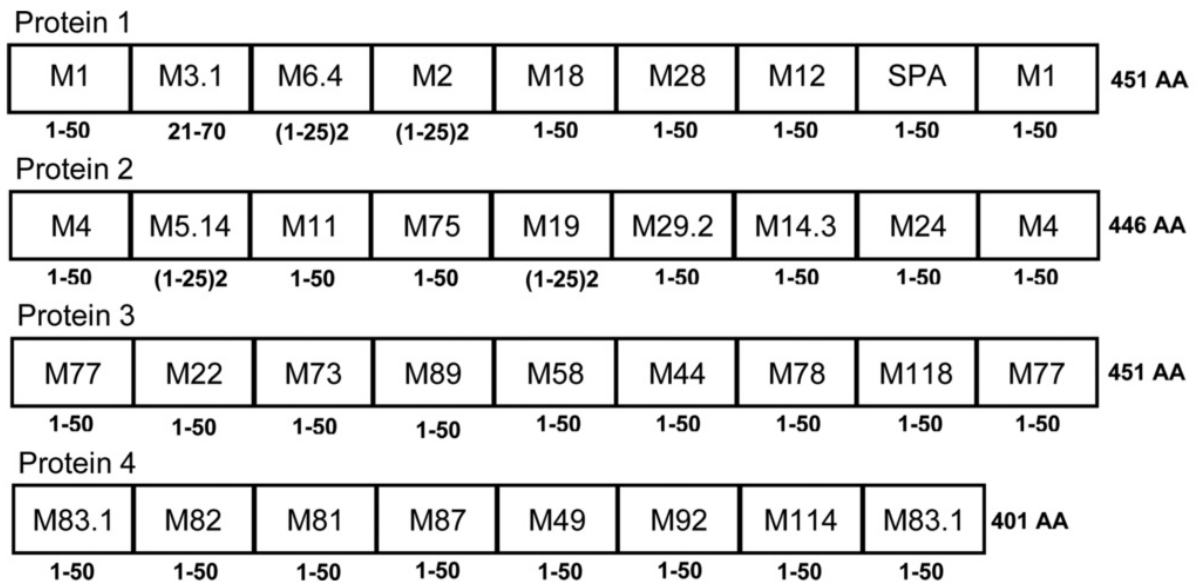 Protein 1
M1 M3.1 M6.4 M2 M18 M28 M12 SPA M1 451 AA
1-50 21-70 (1-25)2 (1-25)2 1-50 1-50 1-50 1-50 1-50
Protein 2
M4 M5.14 M11 M75 M19 M29.2 M14.3 M24 M4 446 AA
1-50 (1-25)2 1-50 1-50 (1-25)2 1-50 1-50 1-50 1-50
Protein 3
M77 M22 M73 M89 M58 M44 M78 M118 M77 451 AA
1-50 1-50 1-50 1-50 1-50 1-50 1-50 1-50 1-50
Protein 4
M83.1 M82 M81 M87 M49 M92 M114 M83.1 401 AA
1-50 1-50 1-50 1-50 1-50 1-50 1-50 1-50